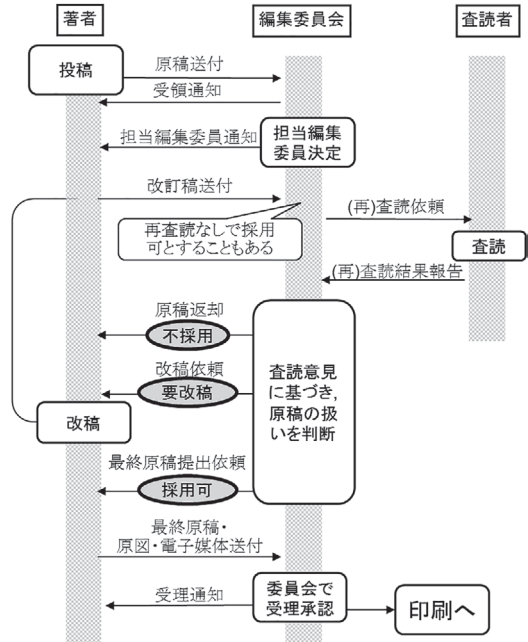 著者
編集委員会
査読者
投稿
原稿送付
受領通知
担当編集委員通知
担当編集
委員決定
改訂稿送付
(再)査読依頼
再査読なしで採用
可とすることもある
査読
(再)査読結果報告
原稿返却
不採用
査読意見
に基づき,
原稿の扱
いを判断
改稿依頼
要改稿
改稿
最終原稿提出依頼
採用可
最終原稿・
原図・電子媒体送付
受理通知
委員会で
受理承認
印刷へ